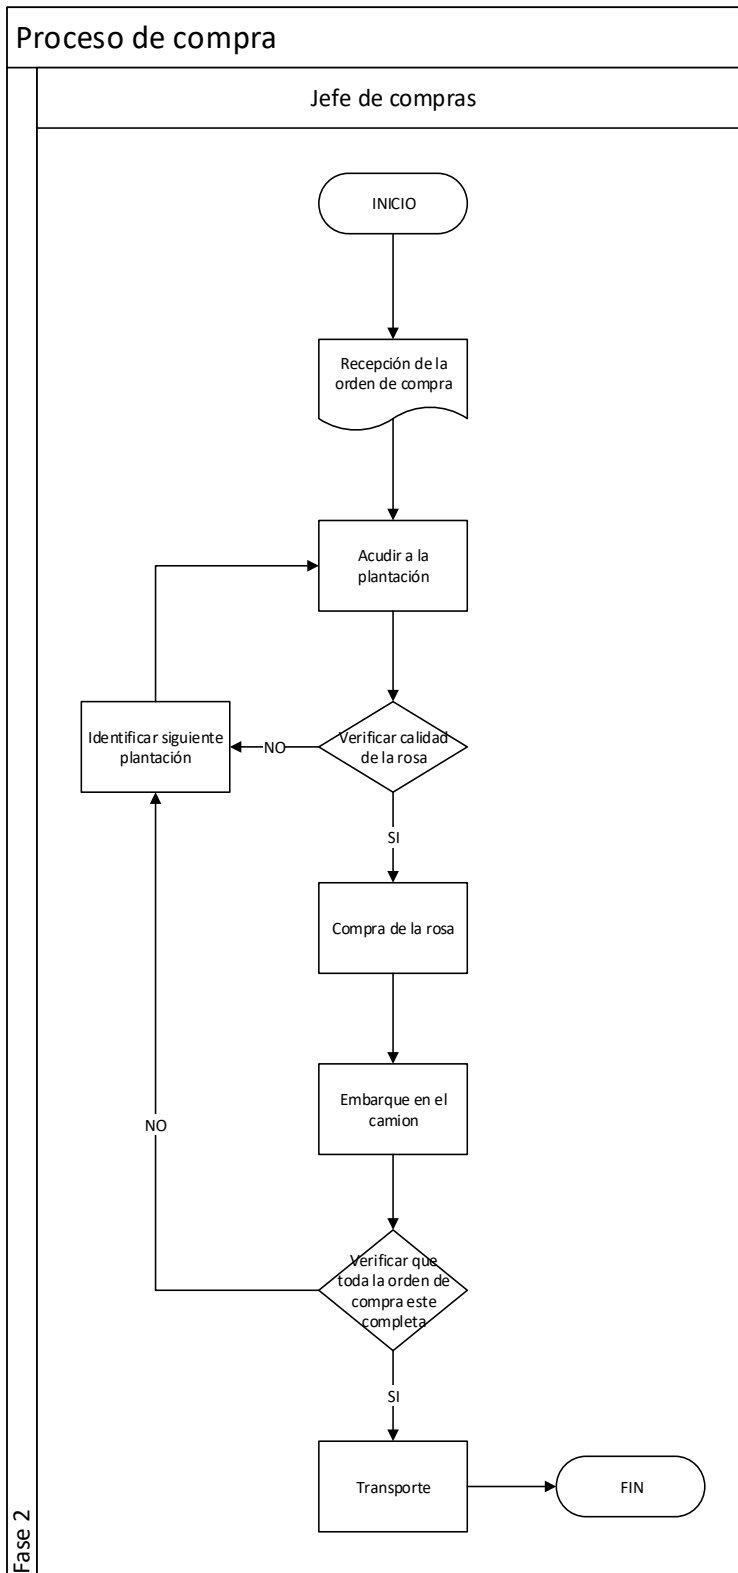 Proceso de compra
Jefe de compras
INICIO
Recepción de la
orden de compra
Acudir a la
plantación
Identificar siguiente
plantación
NO
Verificar calidad
de la rosa
SI
Compra de la rosa
Embarque en el
camion
NO
Verificar que
toda la orden de
compra este
completa
SI
Transporte
FIN
Fase 2